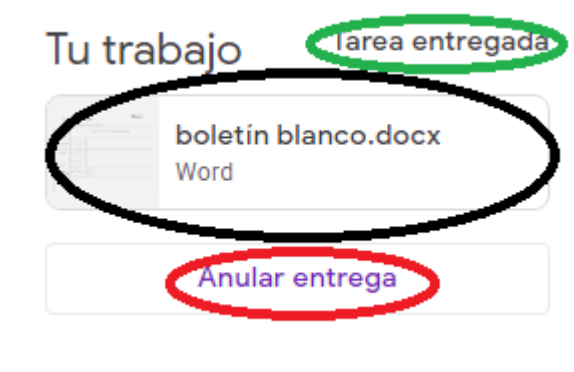 Tu trabajo
Tarea entregada
boletín blanco.docx
Word
Anular entrega